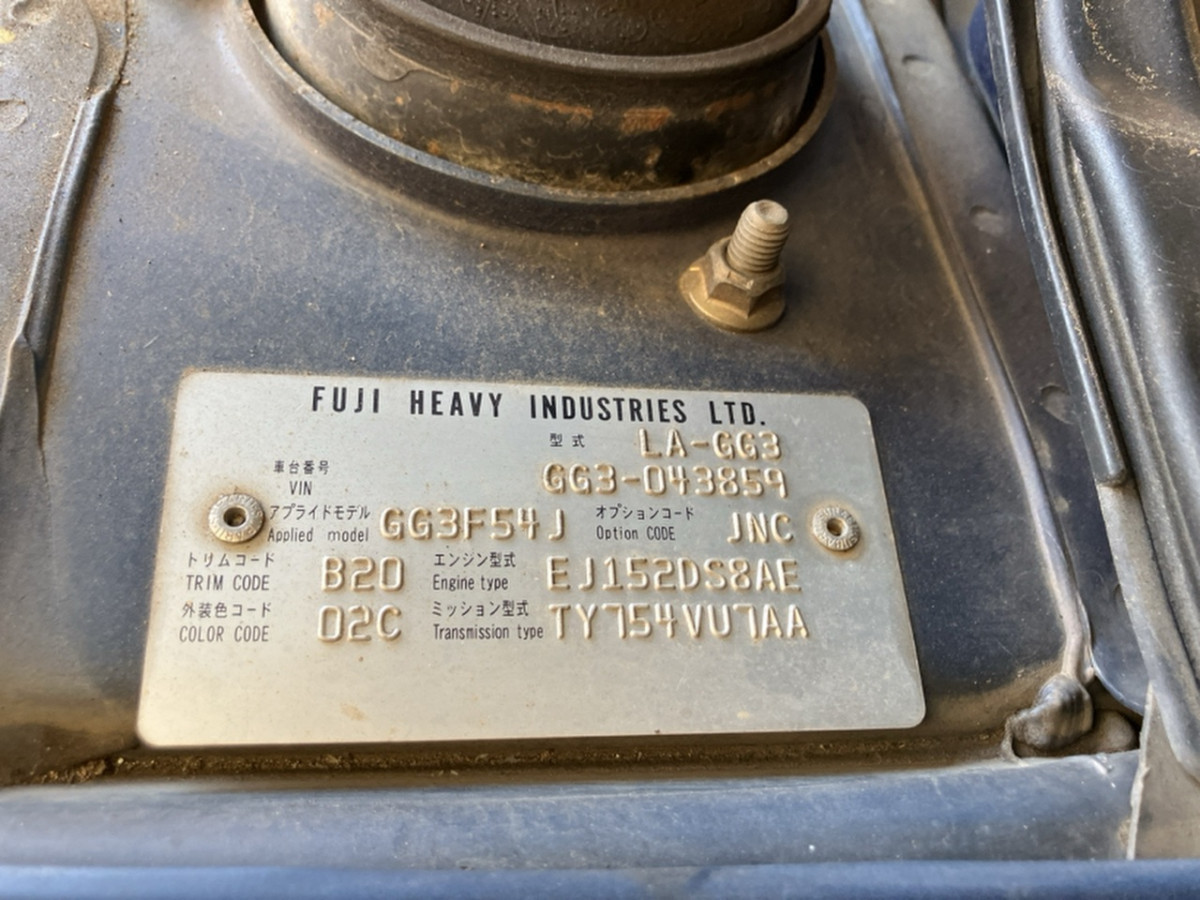 FUJI HEAVY INDUSTRIES LTD.
型式 LA-GG3
車台番号
VIN GG3-043859
アプライドモデル オプションコード
Applied model GG3F54J Option CODE JNC
トリムコード エンジン型式
TRIM CODE B20 Engine type EJ152DS8AE
外装色コード ミッション型式
COLOR CODE 02C Transmission type TY754VU7AA